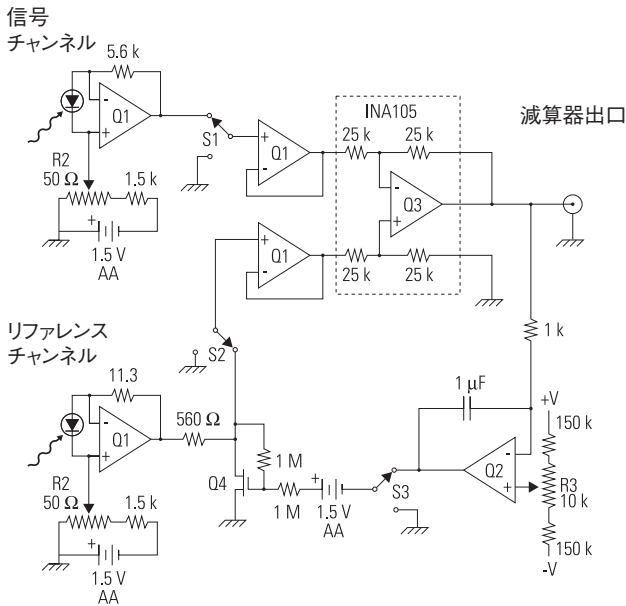 信号
チャンネル
5.6 k
-
+
Q1
S1
R2
50 Ω
1.5 k
+
1.5 V
AA
+
-
Q1
INA105
25 k
25 k
-
+
Q3
25 k
25 k
減算器出口
+
-
Q1
S2
リファレンス
チャンネル
11.3
-
+
Q1
560 Ω
R2
50 Ω
1.5 k
+
1.5 V
AA
Q4
1 M
1 M
+
1.5 V
AA
S3
1 µF
1 k
-
+
Q2
+V
150 k
R3
10 k
150 k
-V